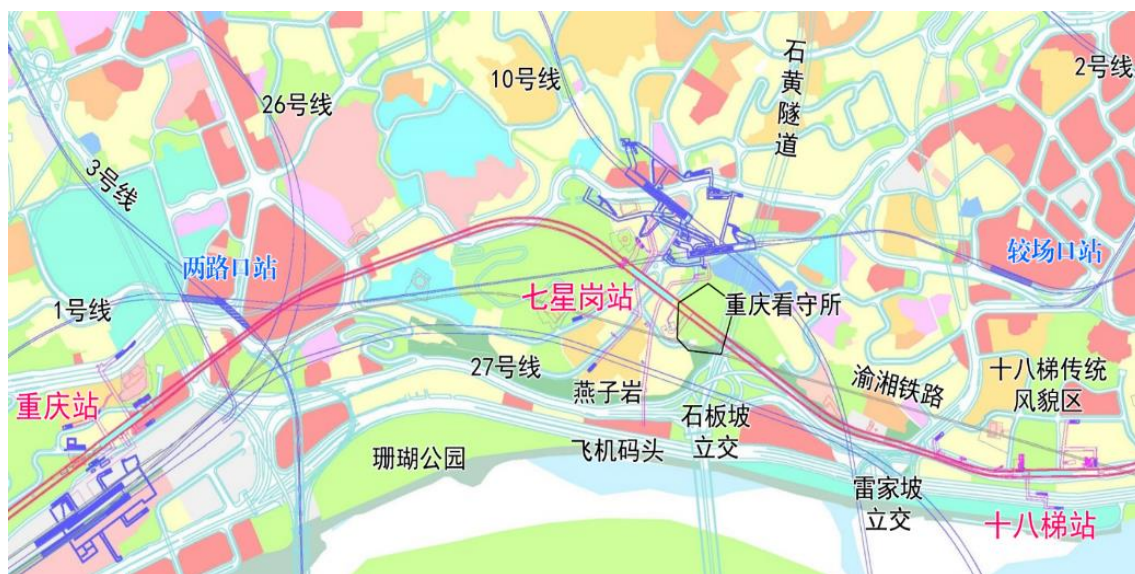 10号线
石黄隧道
2号线
26号线
3号线
两路口站
较场口站
七星岗站
重庆看守所
1号线
27号线
渝湘铁路
十八梯传统
风貌区
燕子岩
重庆站
石板坡
立交
珊瑚公园
飞机码头
雷家坡
立交
十八梯站